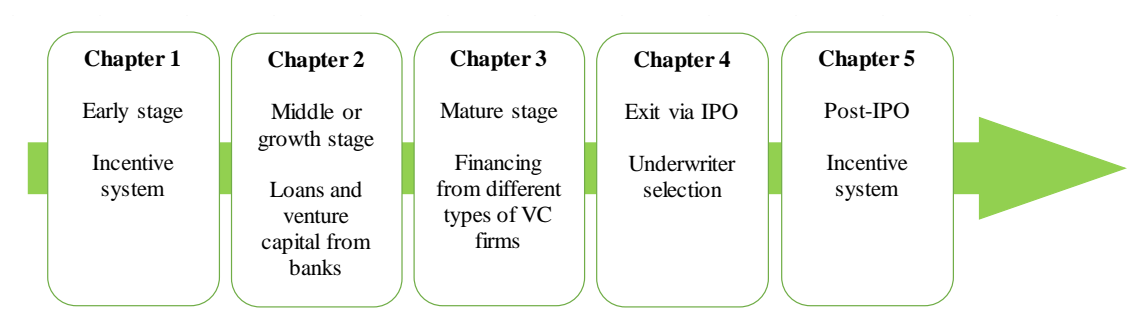 Chapter 1
Early stage
Incentive
system
Chapter 2
Middle or
growth stage
Loans and
venture
capital from
banks
Chapter 3
Mature stage
Financing
from different
types of VC
firms
Chapter 4
Exit via IPO
Underwriter
selection
Chapter 5
Post-IPO
Incentive
system